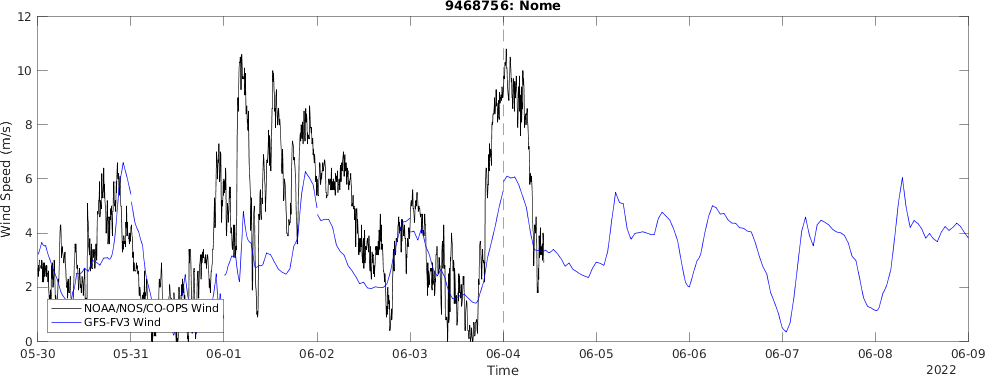 9468756: Nome
12
10
8
6
4
2
0
Wind Speed (m/s)
NOAA/NOS/CO-OPS Wind
GFS-FV3 Wind
05-30 05-31 06-01 06-02 06-03 06-04 06-05 06-06 06-07 06-08 06-09
Time
2022